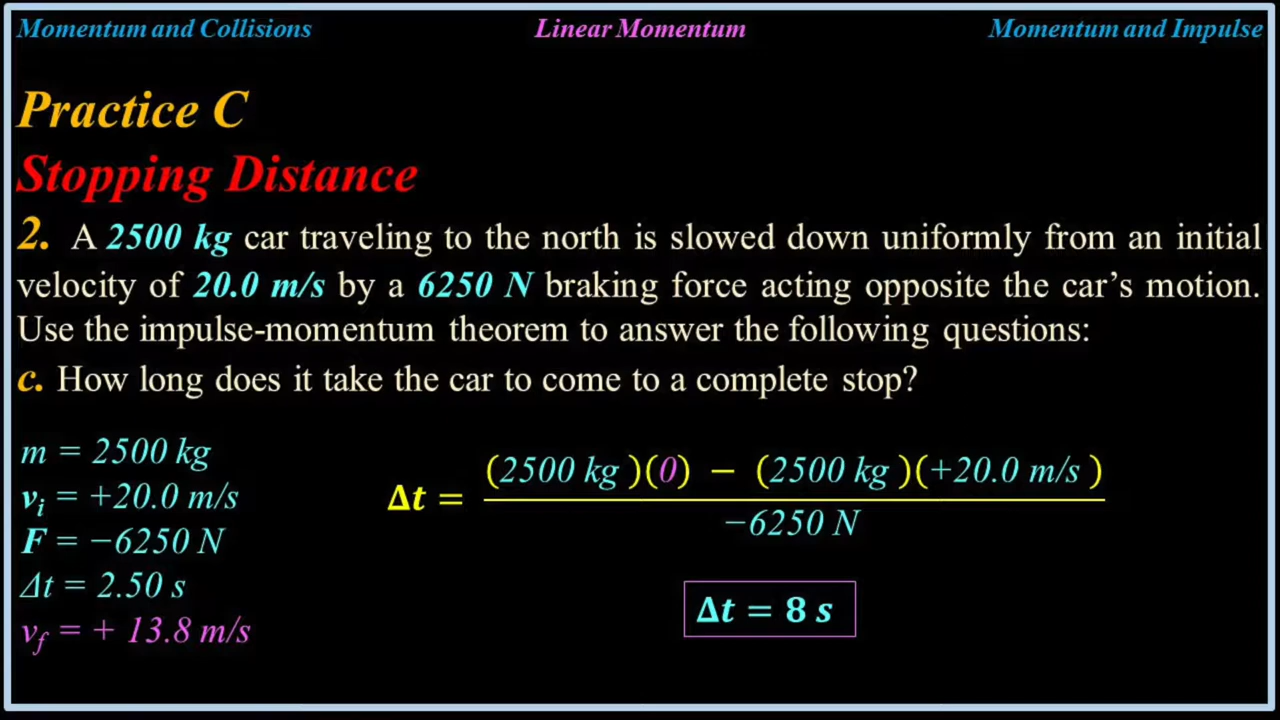 Momentum and Collisions
Linear Momentum
Momentum and Impulse
Practice C
Stopping Distance
2. A 2500 kg car traveling to the north is slowed down uniformly from an initial
velocity of 20.0 m/s by a 6250 N braking force acting opposite the car’s motion.
Use the impulse-momentum theorem to answer the following questions:
c. How long does it take the car to come to a complete stop?
m = 2500 kg
vᵢ = +20.0 m/s
F = −6250 N
Δt = 2.50 s
v_f = + 13.8 m/s
(2500 kg )(0) − (2500 kg )(+20.0 m/s )
Δt =
−6250 N
Δt = 8 s